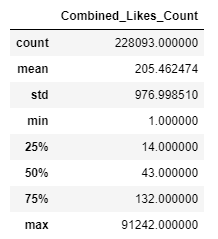 Combined_Likes_Count
count 228093.000000
mean 205.462474
std 976.998510
min 1.000000
25% 14.000000
50% 43.000000
75% 132.000000
max 91242.000000